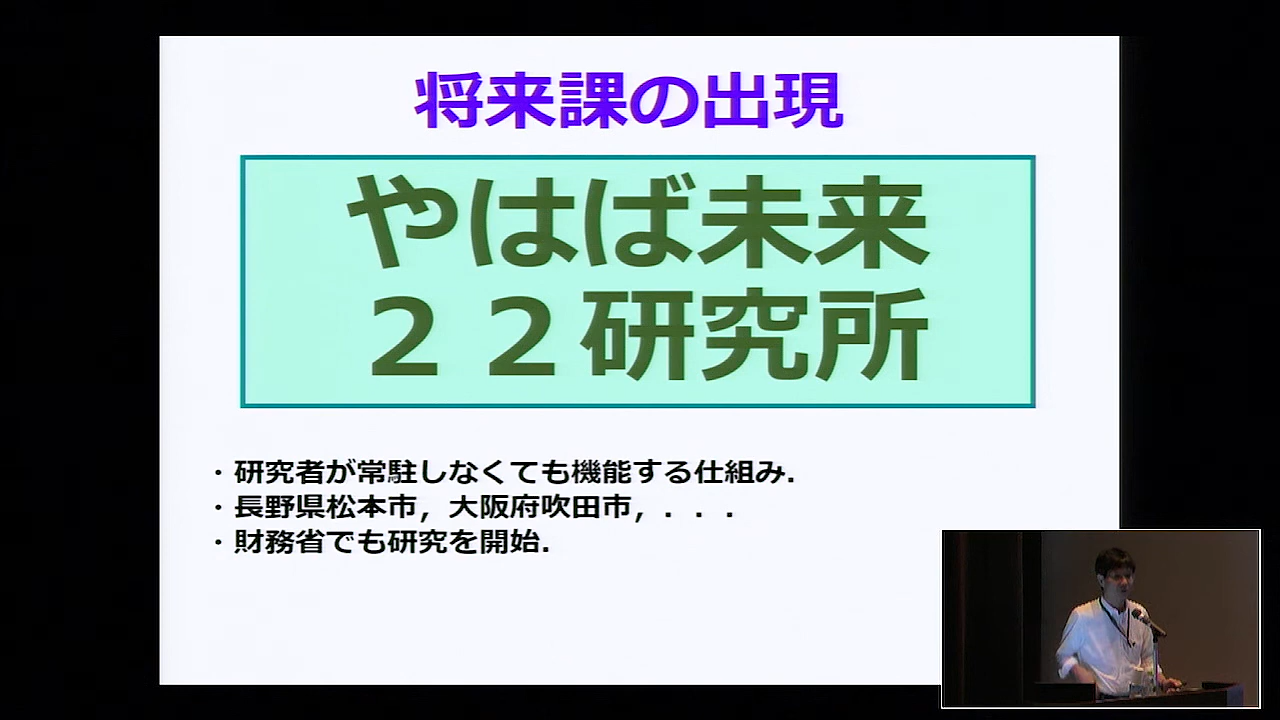 将来課の出現
やはば未来
２２研究所
・研究者が常駐しなくても機能する仕組み．
・長野県松本市，大阪府吹田市，．．．
・財務省でも研究を開始．